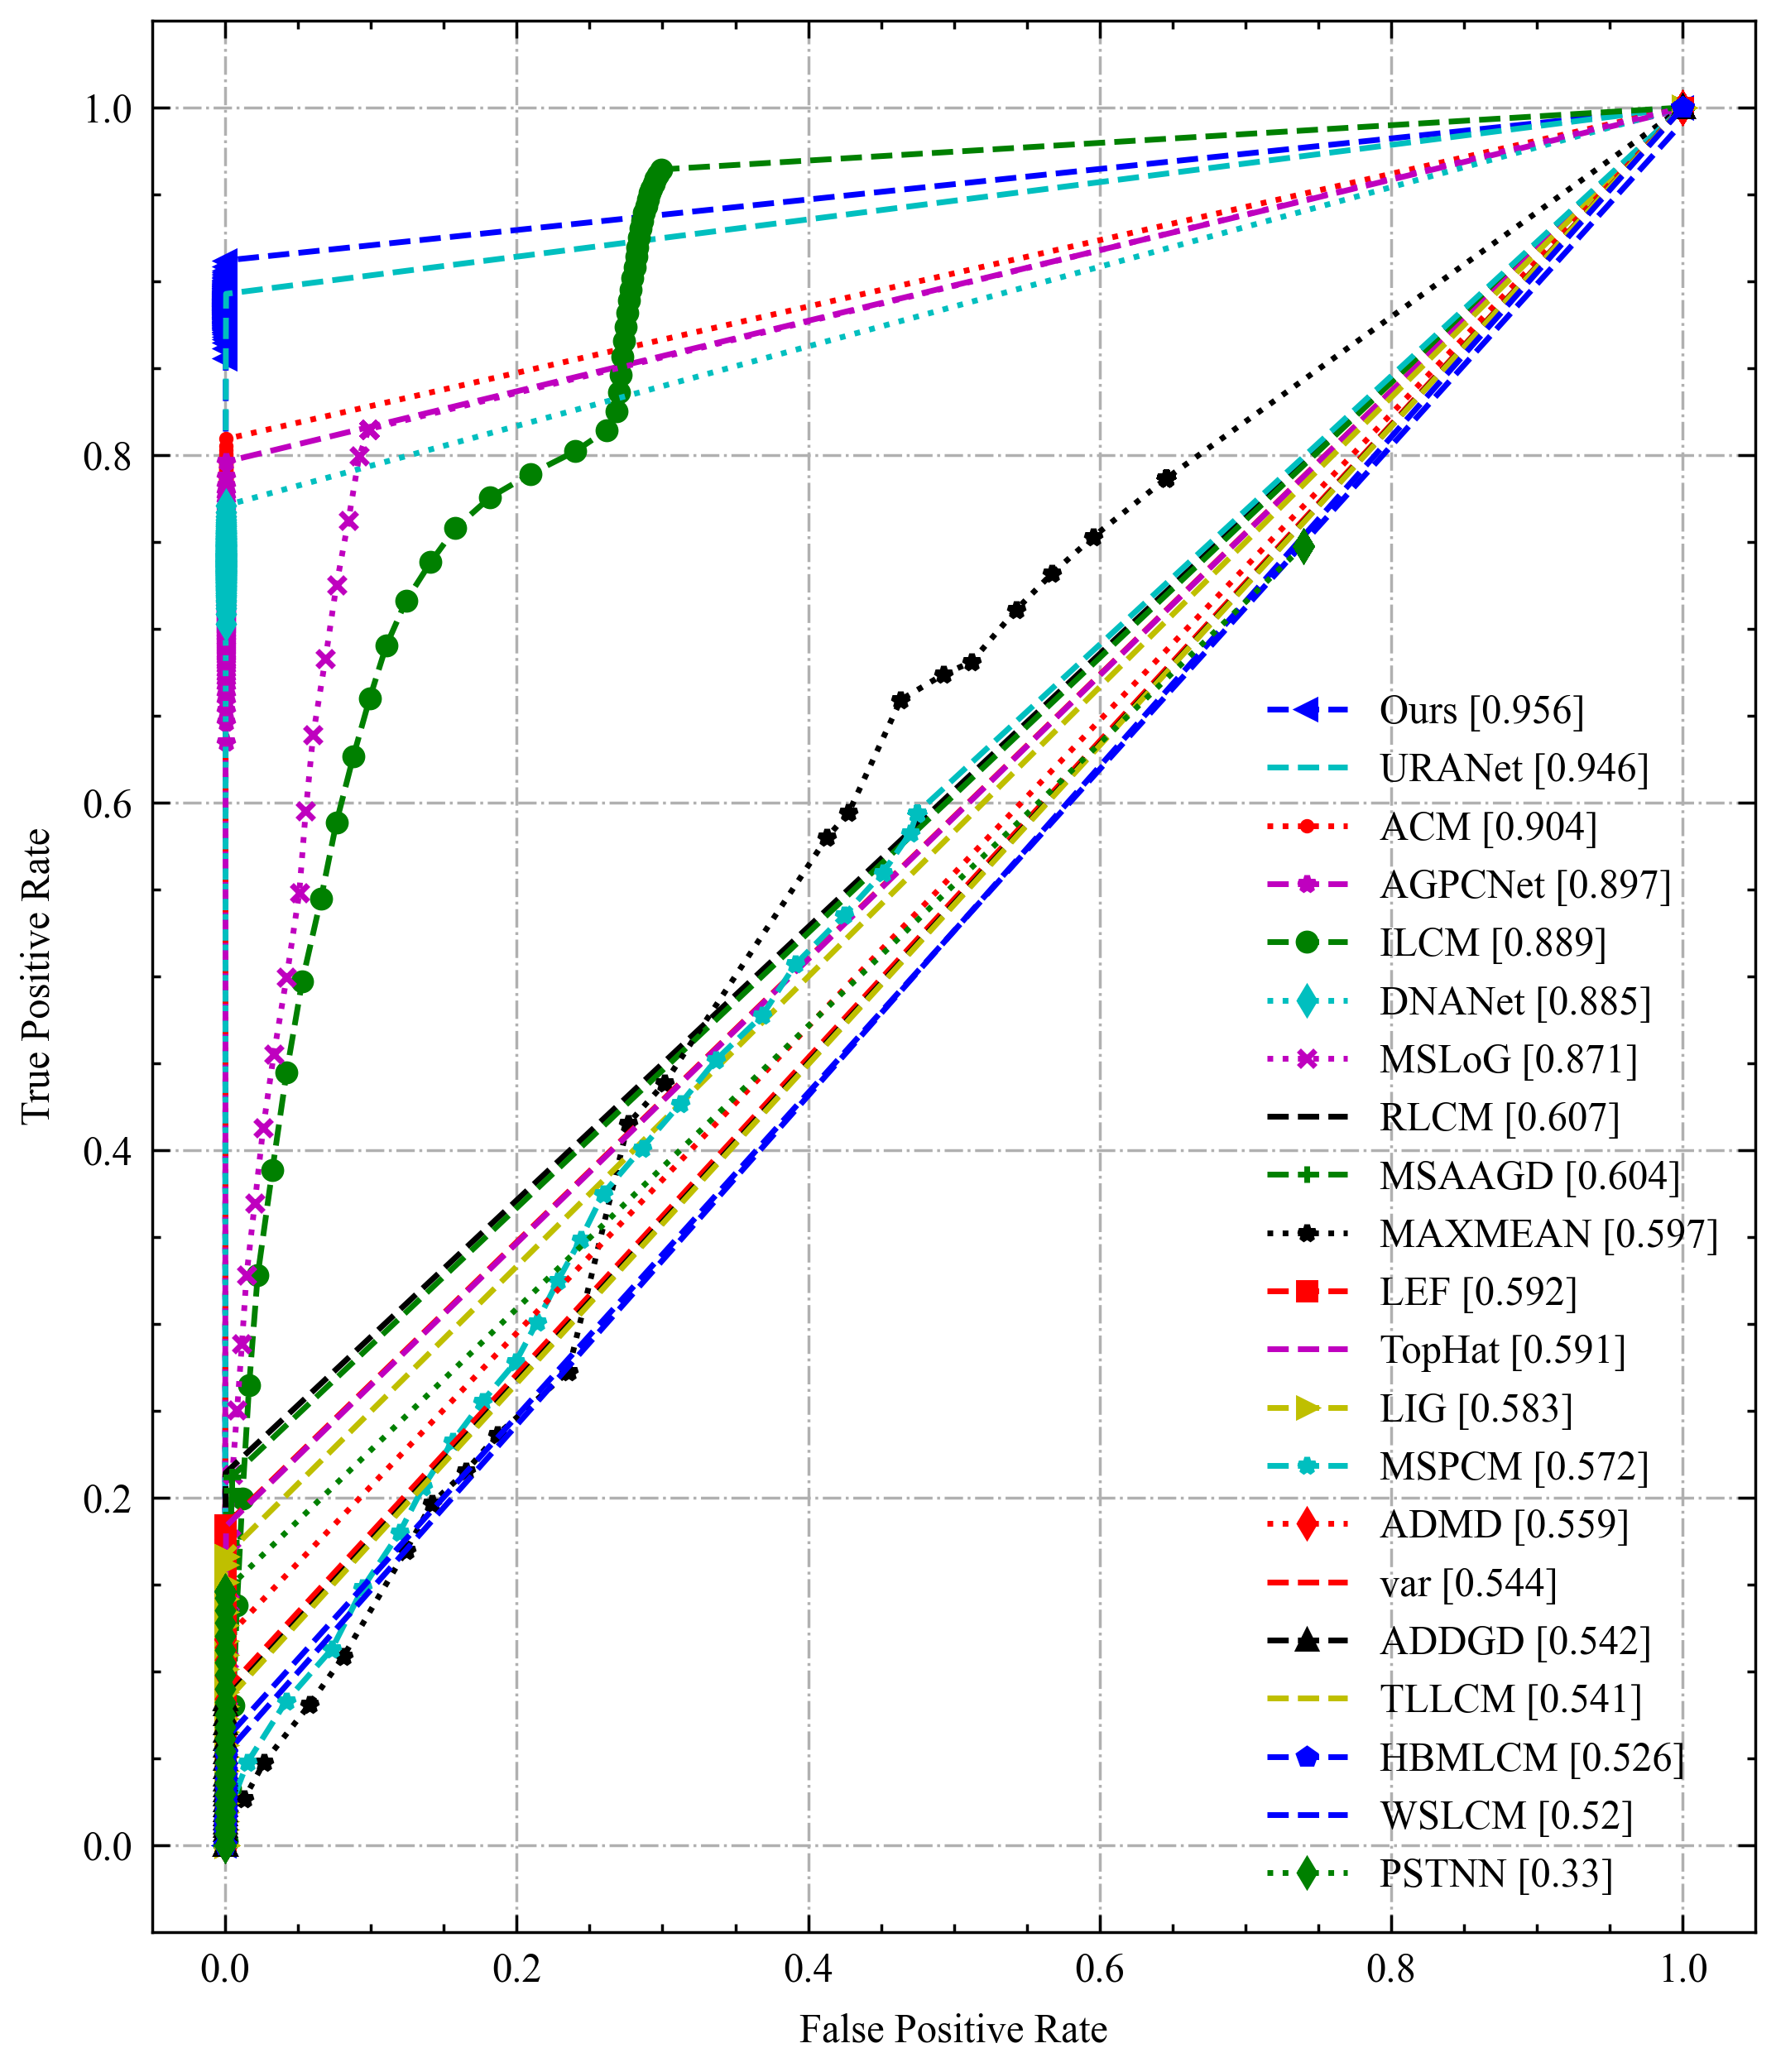 1.0
0.8
0.6
0.4
0.2
0.0
True Positive Rate
Ours [0.956]
URANet [0.946]
ACM [0.904]
AGPCNet [0.897]
ILCM [0.889]
DNANet [0.885]
MSLoG [0.871]
RLCM [0.607]
MSAAGD [0.604]
MAXMEAN [0.597]
LEF [0.592]
TopHat [0.591]
LIG [0.583]
MSPCM [0.572]
ADMD [0.559]
var [0.544]
ADDGD [0.542]
TLLCM [0.541]
HBMLCM [0.526]
WSLCM [0.52]
PSTNN [0.33]
0.0 0.2 0.4 0.6 0.8 1.0
False Positive Rate